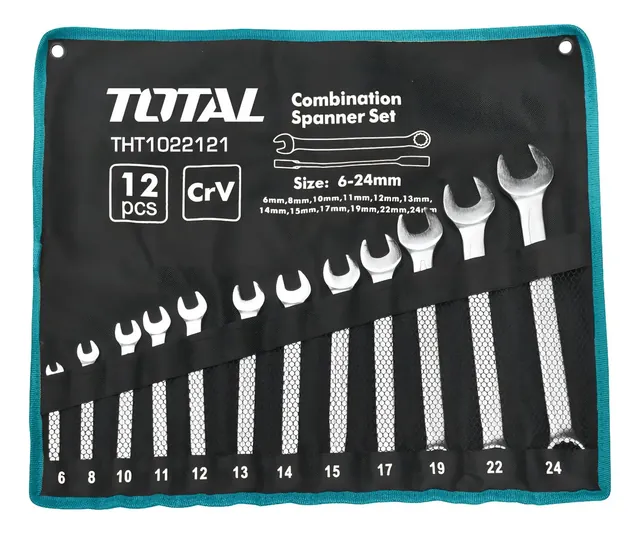 TOTAL
THT1022121
12
pcs
CrV
Combination
Spanner Set
Size: 6-24mm
6mm,8mm,10mm,11mm,12mm,13mm,
14mm,15mm,17mm,19mm,22mm,24mm
6 8 10 11 12 13 14 15 17 19 22 24